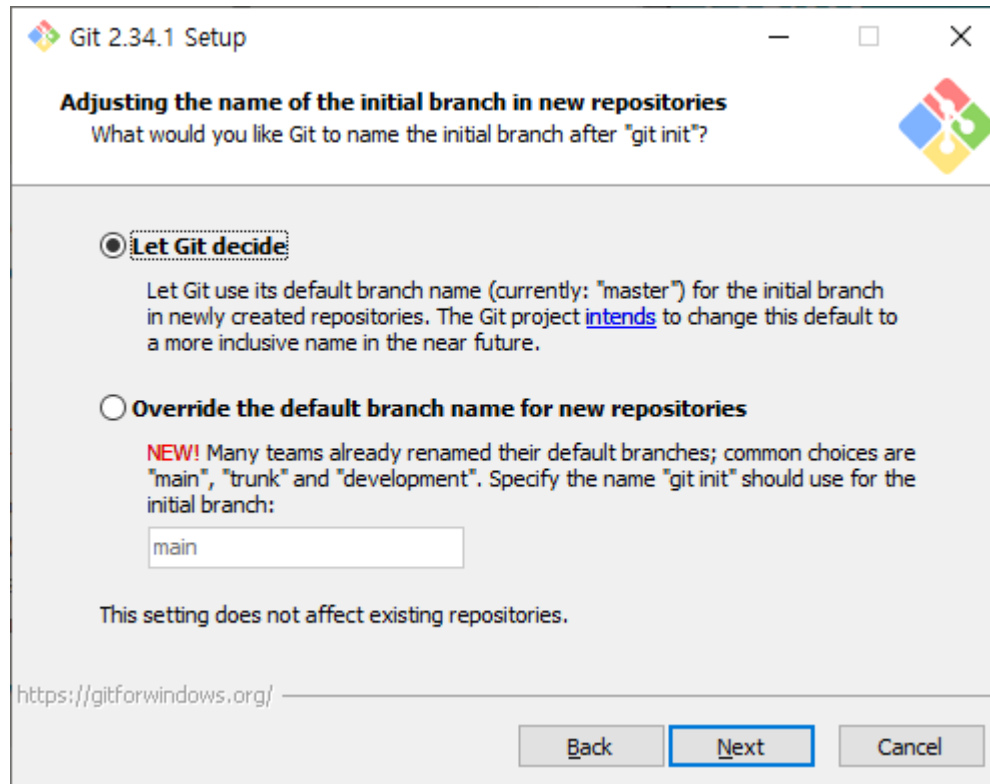 Git 2.34.1 Setup
Adjusting the name of the initial branch in new repositories
What would you like Git to name the initial branch after "git init"?
Let Git decide
Let Git use its default branch name (currently: "master") for the initial branch
in newly created repositories. The Git project intends to change this default to
a more inclusive name in the near future.
Override the default branch name for new repositories
NEW! Many teams already renamed their default branches; common choices are
"main", "trunk" and "development". Specify the name "git init" should use for the
initial branch:
main
This setting does not affect existing repositories.
https://gitforwindows.org/
Back
Next
Cancel